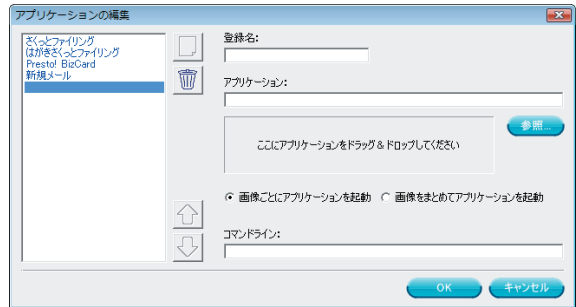 アプリケーションの編集
さくっとファイリング
はがきさくっとファイリング
Presto! BizCard
新規メール
登録名:
アプリケーション:
参照...
ここにアプリケーションをドラッグ&ドロップしてください
画像ごとにアプリケーションを起動
画像をまとめてアプリケーションを起動
コマンドライン:
OK
キャンセル